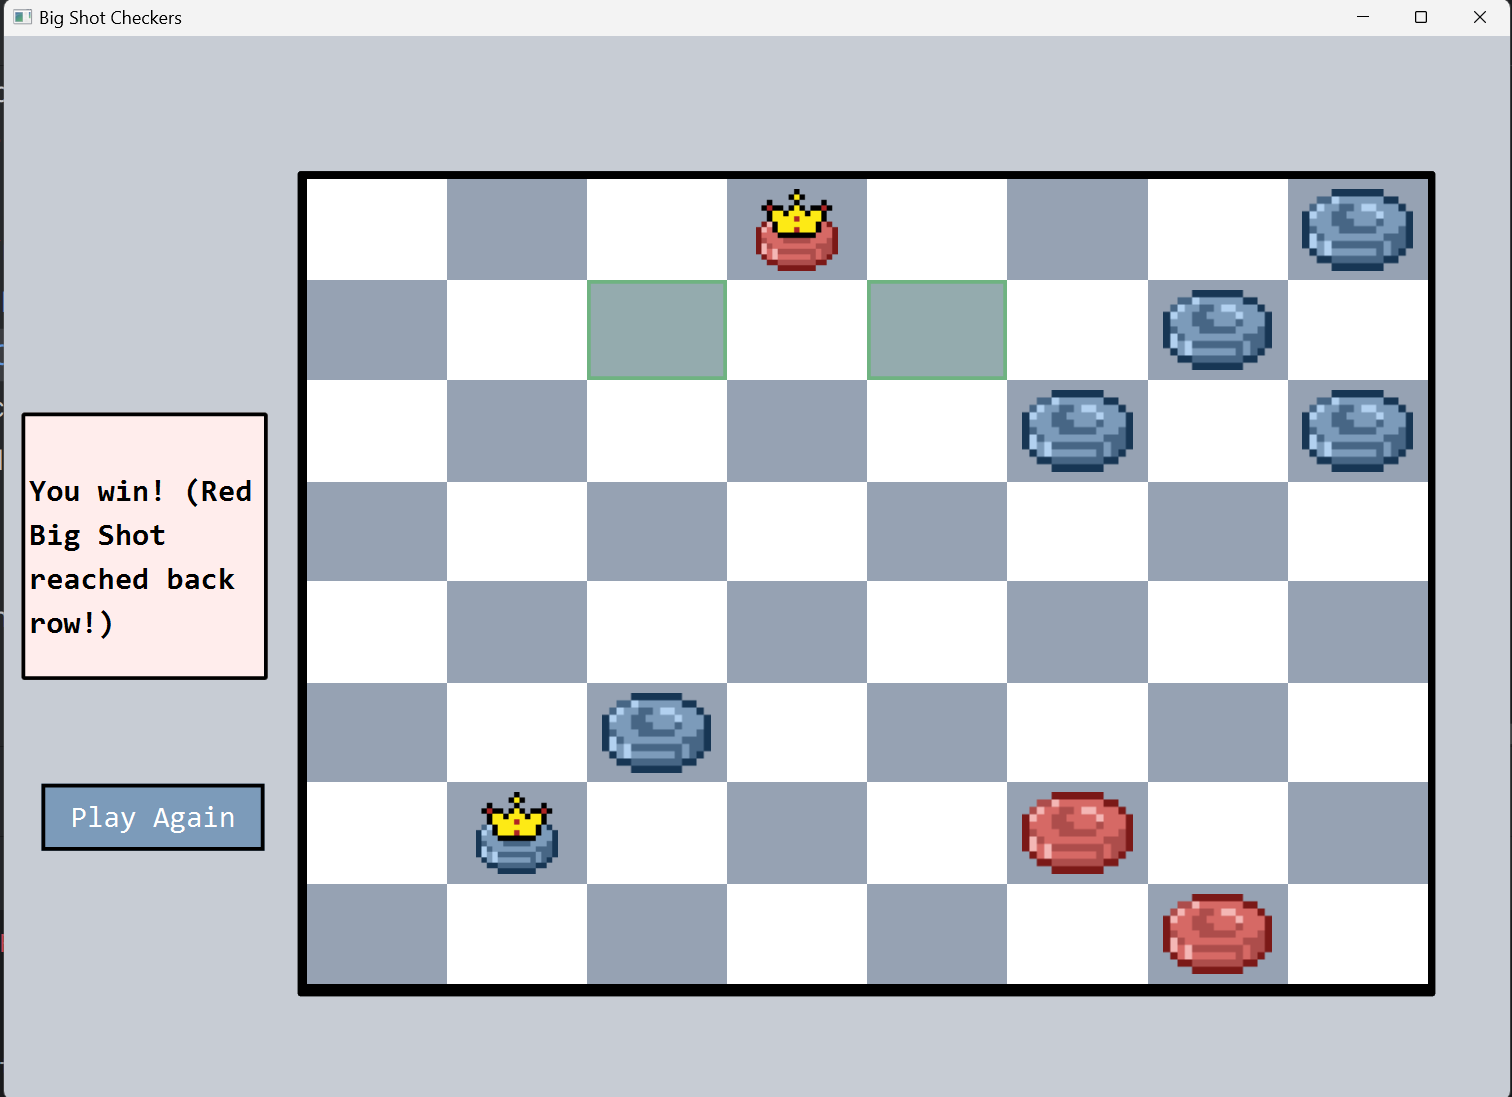 Big Shot Checkers
You win! (Red
Big Shot
reached back
row!)
Play Again